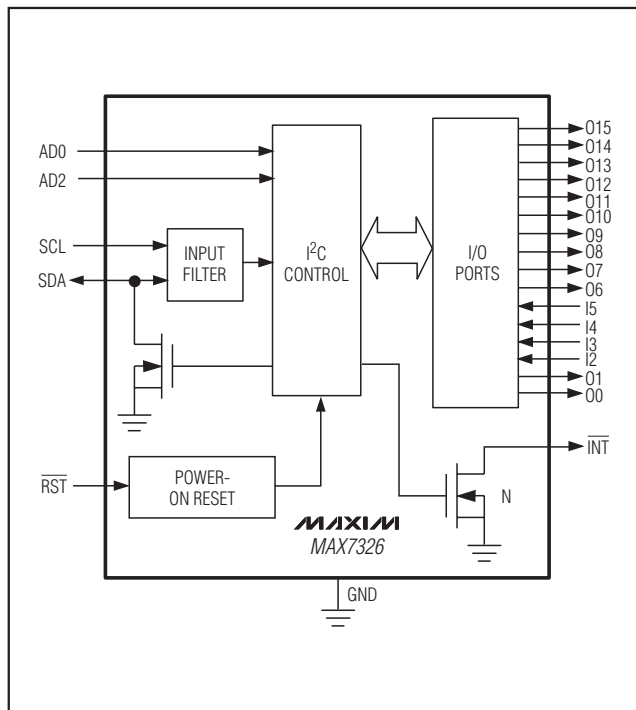 AD0
AD2
SCL
SDA
INPUT
FILTER
I²C
CONTROL
I/O
PORTS
O15
O14
O13
O12
O11
O10
O9
O8
O7
O6
I5
I4
I3
I2
O1
O0
INT
RST
POWER-
ON RESET
N
MAXIM
MAX7326
GND